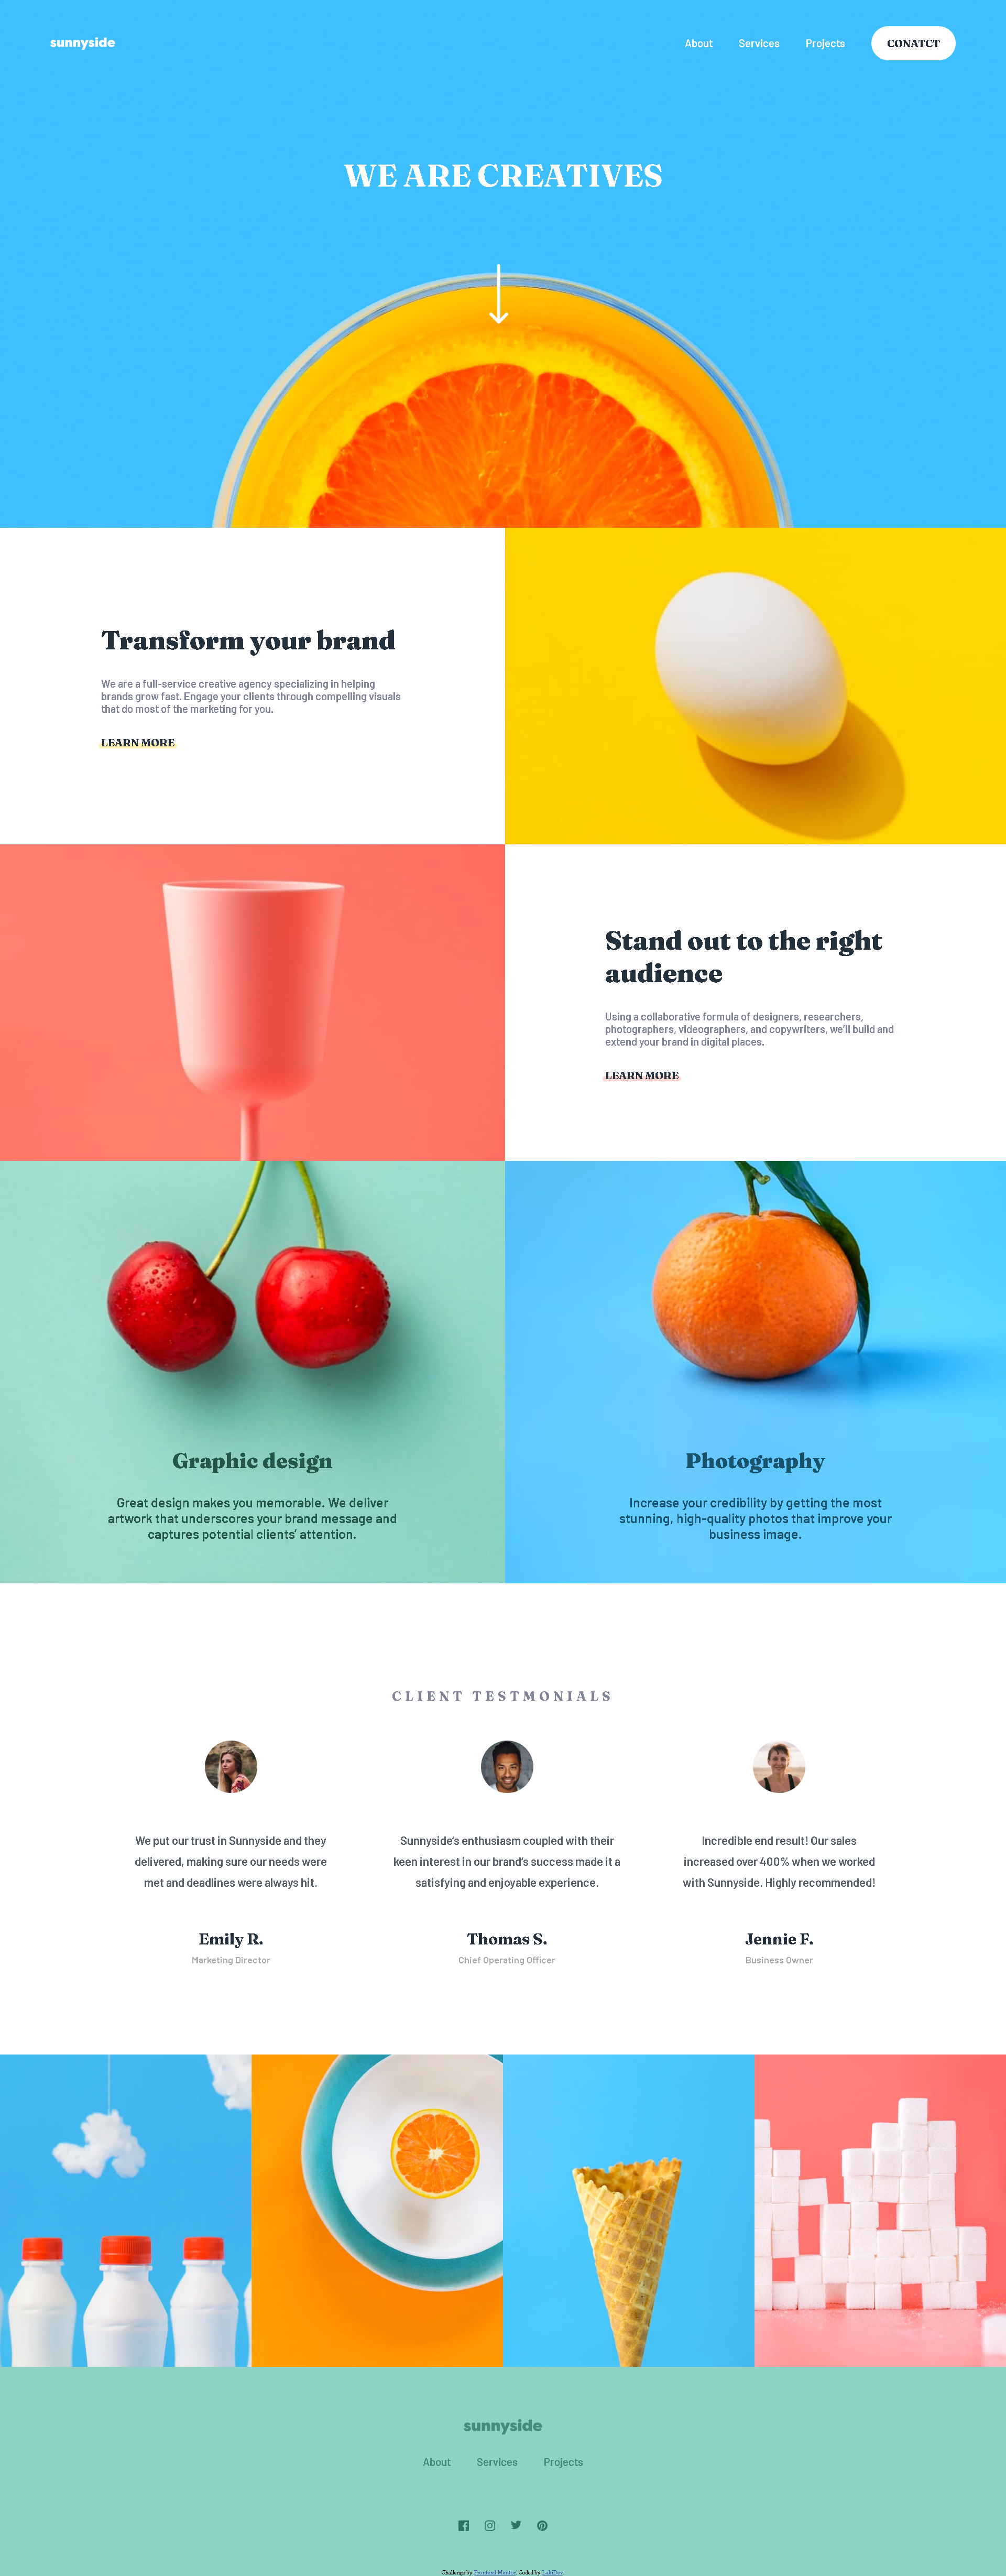 sunnyside
About
Services
Projects
CONATCT
WE ARE CREATIVES
Transform your brand
We are a full-service creative agency specializing in helping
brands grow fast. Engage your clients through compelling visuals
that do most of the marketing for you.
LEARN MORE
Stand out to the right
audience
Using a collaborative formula of designers, researchers,
photographers, videographers, and copywriters, we'll build and
extend your brand in digital places.
LEARN MORE
Graphic design
Great design makes you memorable. We deliver
artwork that underscores your brand message and
captures potential clients' attention.
Photography
Increase your credibility by getting the most
stunning, high-quality photos that improve your
business image.
CLIENT TESTMONIALS
We put our trust in Sunnyside and they
delivered, making sure our needs were
met and deadlines were always hit.
Emily R.
Marketing Director
Sunnyside's enthusiasm coupled with their
keen interest in our brand's success made it a
satisfying and enjoyable experience.
Thomas S.
Chief Operating Officer
Incredible end result! Our sales
increased over 400% when we worked
with Sunnyside. Highly recommended!
Jennie F.
Business Owner
sunnyside
About
Services
Projects
Challenge by Frontend Mentor. Coded by LakiDev.